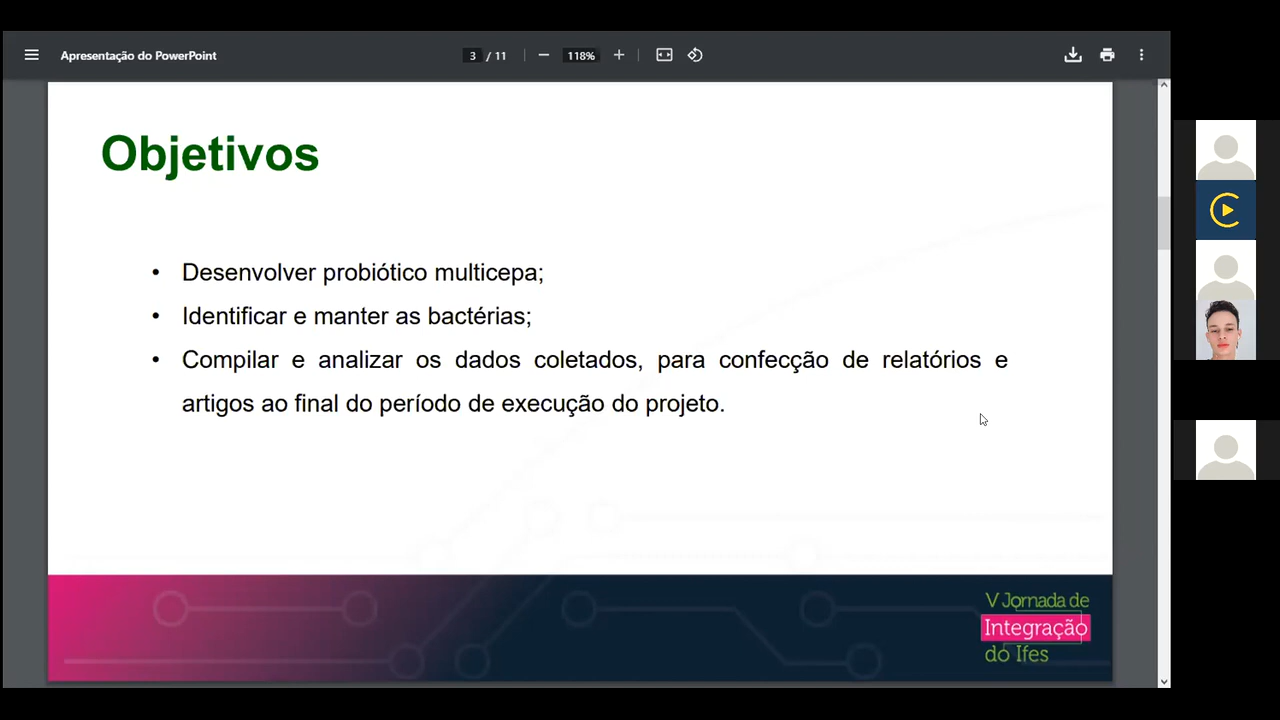 Apresentação do PowerPoint
3 / 11
118%
Objetivos
• Desenvolver probiótico multicepa;
• Identificar e manter as bactérias;
• Compilar e analizar os dados coletados, para confecção de relatórios e
artigos ao final do período de execução do projeto.
V Jornada de
Integração
do Ifes